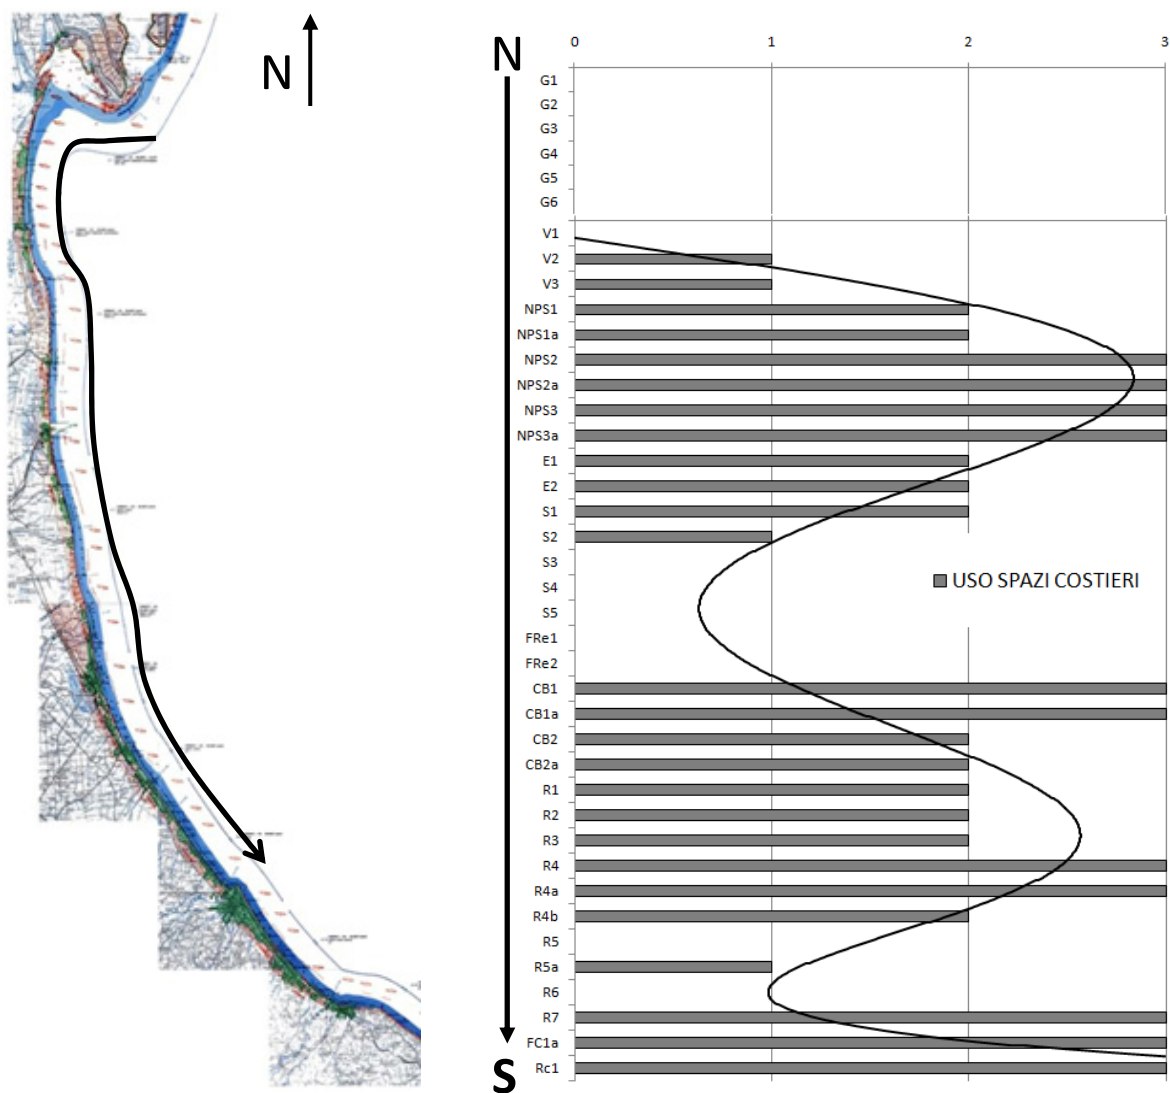 N
N
S
0 1 2 3
G1
G2
G3
G4
G5
G6
V1
V2
V3
NPS1
NPS1a
NPS2
NPS2a
NPS3
NPS3a
E1
E2
S1
S2
S3
S4
S5
FRe1
FRe2
CB1
CB1a
CB2
CB2a
R1
R2
R3
R4
R4a
R4b
R5
R5a
R6
R7
FC1a
Rc1
USO SPAZI COSTIERI